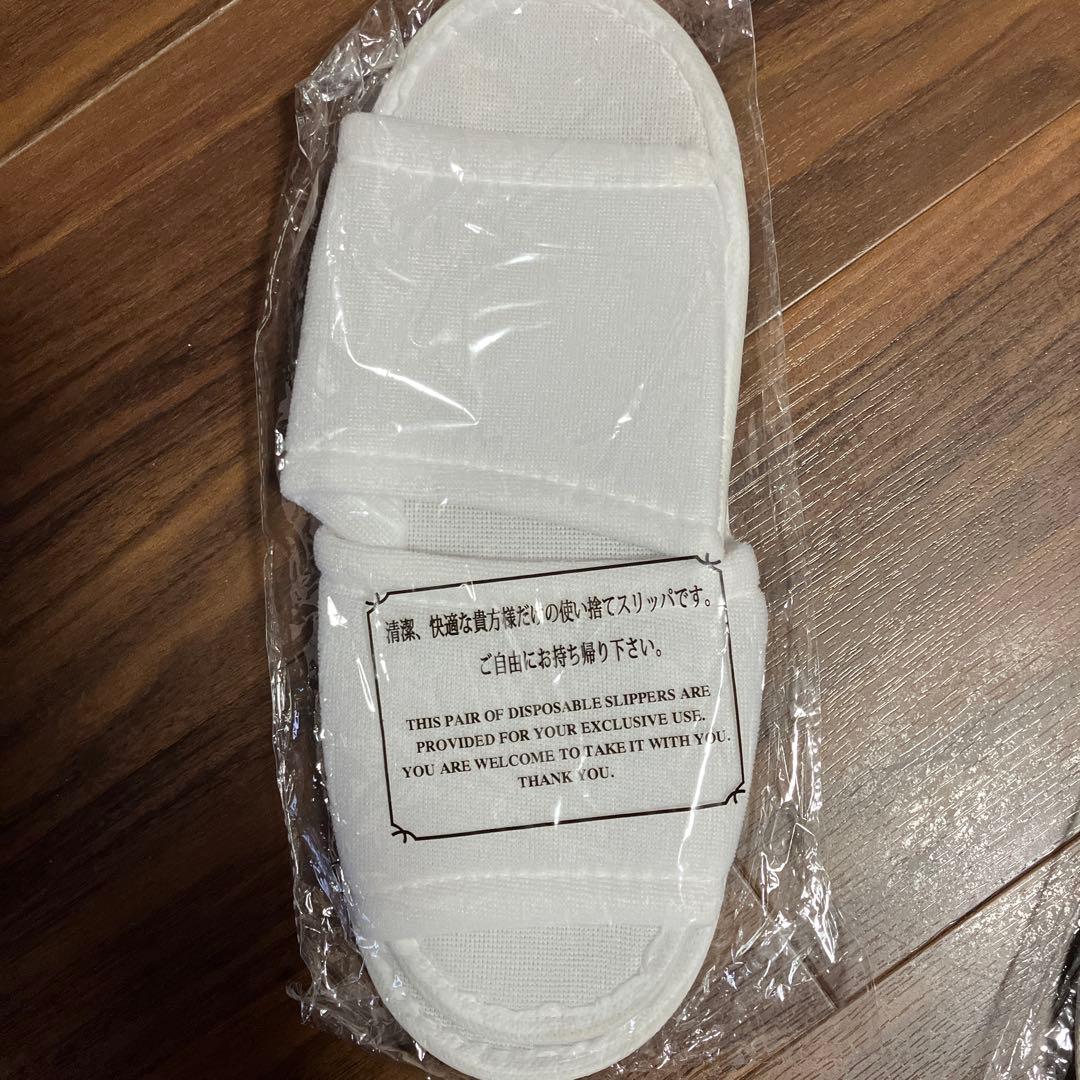 清潔、快適な貴方様だけの使い捨てスリッパです。
ご自由にお持ち帰り下さい。
THIS PAIR OF DISPOSABLE SLIPPERS ARE
PROVIDED FOR YOUR EXCLUSIVE USE.
YOU ARE WELCOME TO TAKE IT WITH YOU.
THANK YOU.